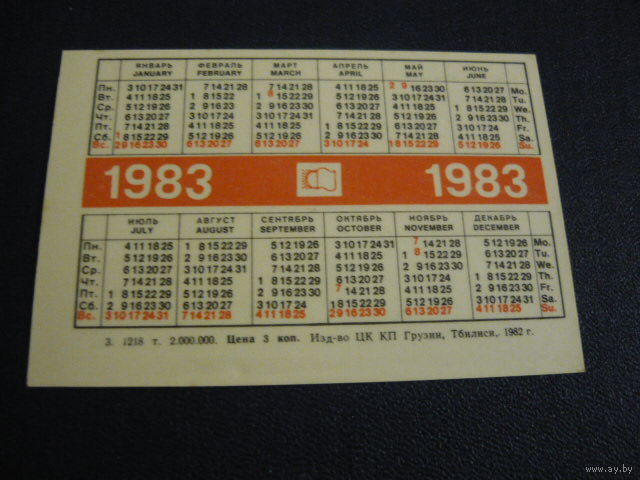 ЯНВАРЬ ФЕВРАЛЬ МАРТ АПРЕЛЬ МАЙ ИЮНЬ
JANUARY FEBRUARY MARCH APRIL MAY JUNE
Пн. 3 10 17 24 31 7 14 21 28 7 14 21 28 4 11 18 25 2 9 16 23 30 6 13 20 27 Mo.
Вт. 4 11 18 25 1 8 15 22 1 8 15 22 29 5 12 19 26 3 10 17 24 31 7 14 21 28 Tu.
Ср. 5 12 19 26 2 9 16 23 2 9 16 23 30 6 13 20 27 4 11 18 25 1 8 15 22 29 We.
Чт. 6 13 20 27 3 10 17 24 3 10 17 24 31 7 14 21 28 5 12 19 26 2 9 16 23 30 Th.
Пт. 7 14 21 28 4 11 18 25 4 11 18 25 1 8 15 22 29 6 13 20 27 3 10 17 24 Fr.
Сб. 1 8 15 22 29 5 12 19 26 5 12 19 26 2 9 16 23 30 7 14 21 28 4 11 18 25 Sa.
Вс. 2 9 16 23 30 6 13 20 27 6 13 20 27 3 10 17 24 1 8 15 22 29 5 12 19 26 Su.
1983 1983
ИЮЛЬ АВГУСТ СЕНТЯБРЬ ОКТЯБРЬ НОЯБРЬ ДЕКАБРЬ
JULY AUGUST SEPTEMBER OCTOBER NOVEMBER DECEMBER
Пн. 4 11 18 25 1 8 15 22 29 5 12 19 26 3 10 17 24 31 7 14 21 28 5 12 19 26 Mo.
Вт. 5 12 19 26 2 9 16 23 30 6 13 20 27 4 11 18 25 1 8 15 22 29 6 13 20 27 Tu.
Ср. 6 13 20 27 3 10 17 24 31 7 14 21 28 5 12 19 26 2 9 16 23 30 7 14 21 28 We.
Чт. 7 14 21 28 4 11 18 25 1 8 15 22 29 6 13 20 27 3 10 17 24 1 8 15 22 29 Th.
Пт. 1 8 15 22 29 5 12 19 26 2 9 16 23 30 7 14 21 28 4 11 18 25 2 9 16 23 30 Fr.
Сб. 2 9 16 23 30 6 13 20 27 3 10 17 24 1 8 15 22 29 5 12 19 26 3 10 17 24 31 Sa.
Вс. 3 10 17 24 31 7 14 21 28 4 11 18 25 2 9 16 23 30 6 13 20 27 4 11 18 25 Su.
З. 1218 т. 2.000.000. Цена 3 коп. Изд-во ЦК КП Грузии, Тбилиси, 1982 г.
www.ay.by